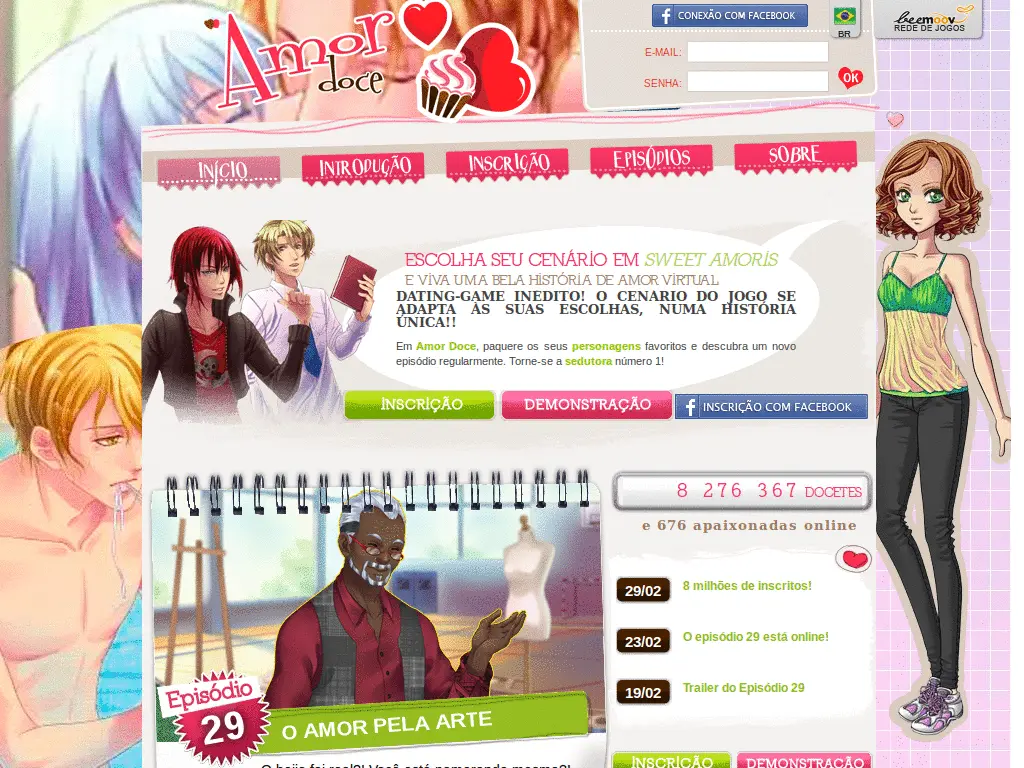 Amor doce
CONEXÃO COM FACEBOOK
BR
beemoov
REDE DE JOGOS
E-MAIL:
SENHA:
OK
INÍCIO
INTRODUÇÃO
INSCRIÇÃO
EPISÓDIOS
SOBRE
ESCOLHA SEU CENÁRIO EM SWEET AMORIS
E VIVA UMA BELA HISTÓRIA DE AMOR VIRTUAL
DATING-GAME INEDITO! O CENARIO DO JOGO SE
ADAPTA ÀS SUAS ESCOLHAS, NUMA HISTÓRIA
ÚNICA!!
Em Amor Doce, paquere os seus personagens favoritos e descubra um novo
episódio regularmente. Torne-se a sedutora número 1!
INSCRIÇÃO
DEMONSTRAÇÃO
INSCRIÇÃO COM FACEBOOK
8 276 367 DOCETES
e 676 apaixonadas online
29/02
8 milhões de inscritos!
23/02
O episódio 29 está online!
19/02
Trailer do Episódio 29
Episódio
29
O AMOR PELA ARTE
O beijo foi real?! Você está namorando mesmo?!
INSCRIÇÃO
DEMONSTRAÇÃO